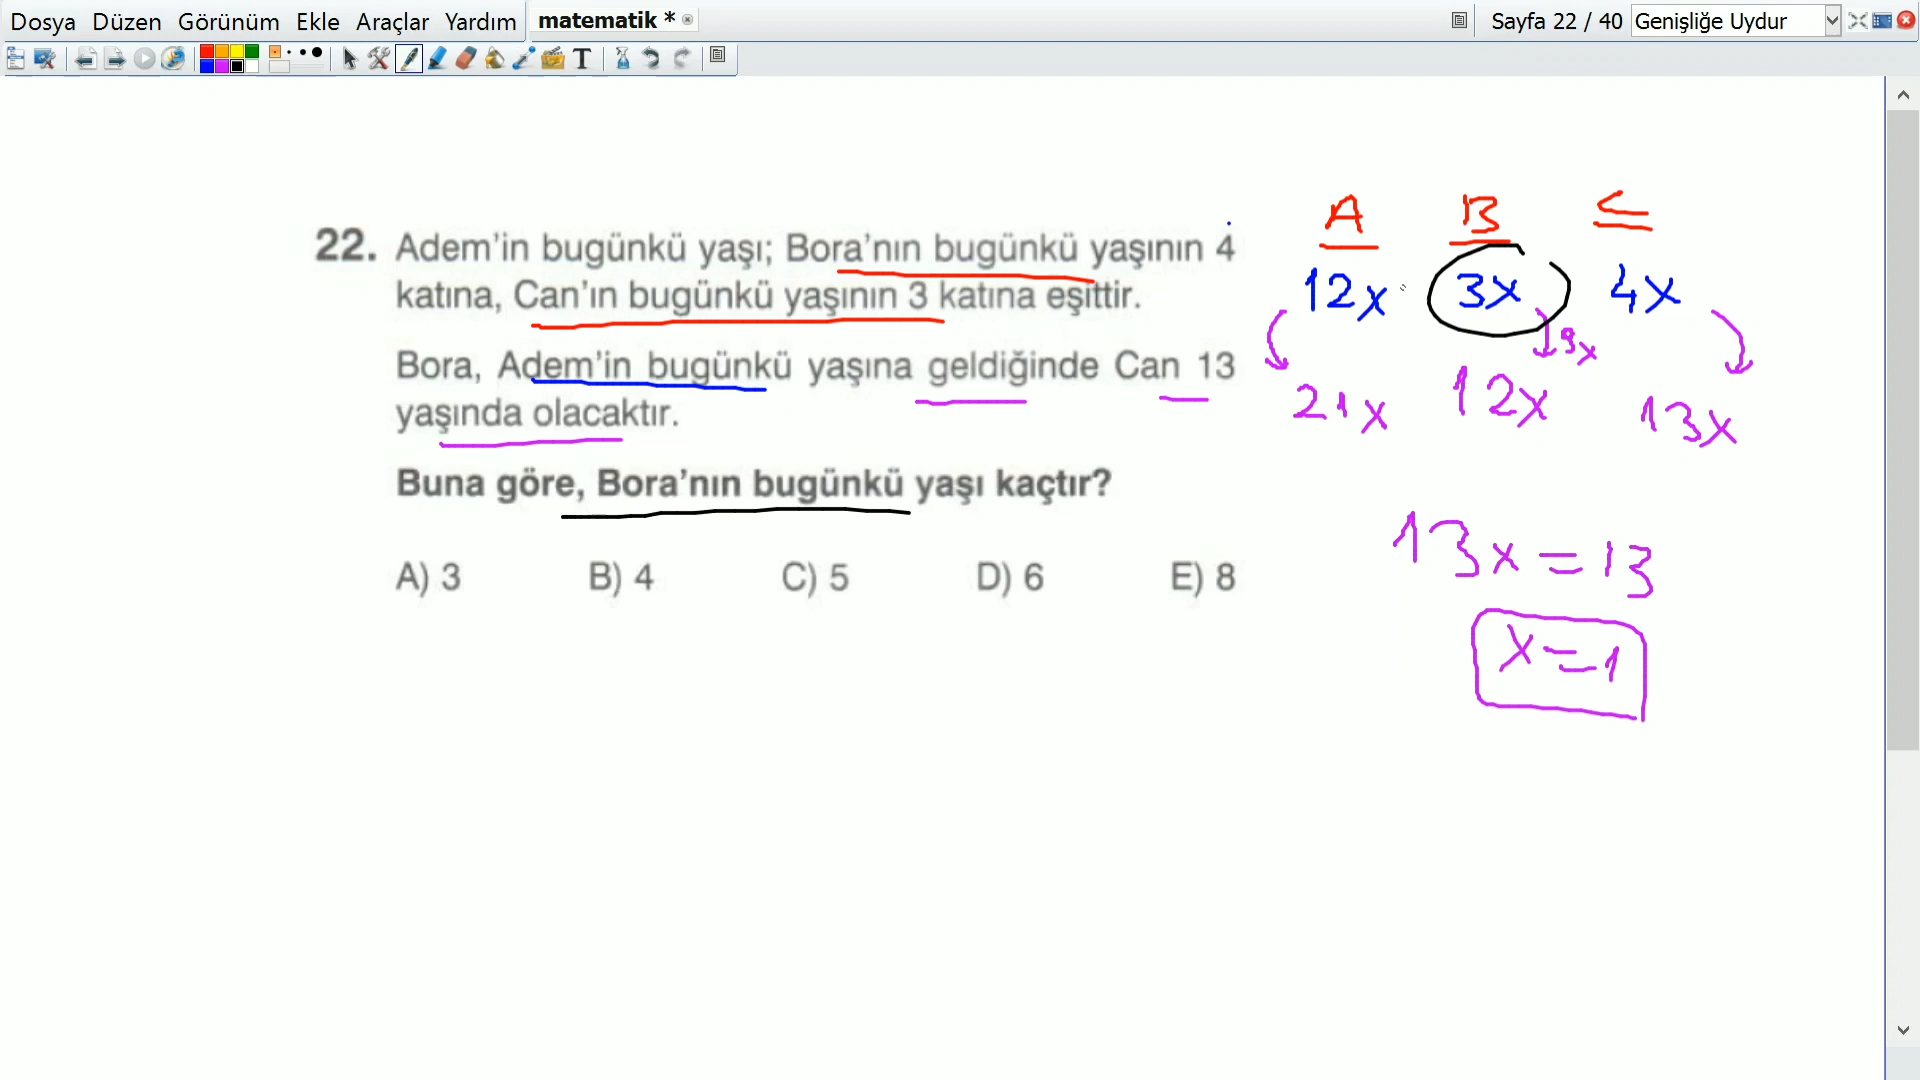 Dosya Düzen Görünüm Ekle Araçlar Yardım matematik * Sayfa 22 / 40 Genişliğe Uydur
T
A B C
22. Adem'in bugünkü yaşı; Bora'nın bugünkü yaşının 4
katına, Can'ın bugünkü yaşının 3 katına eşittir.
12x 3x 4x
9x
Bora, Adem'in bugünkü yaşına geldiğinde Can 13
yaşında olacaktır.
21x 12x 13x
Buna göre, Bora'nın bugünkü yaşı kaçtır?
A) 3 B) 4 C) 5 D) 6 E) 8
13x = 13
x = 1